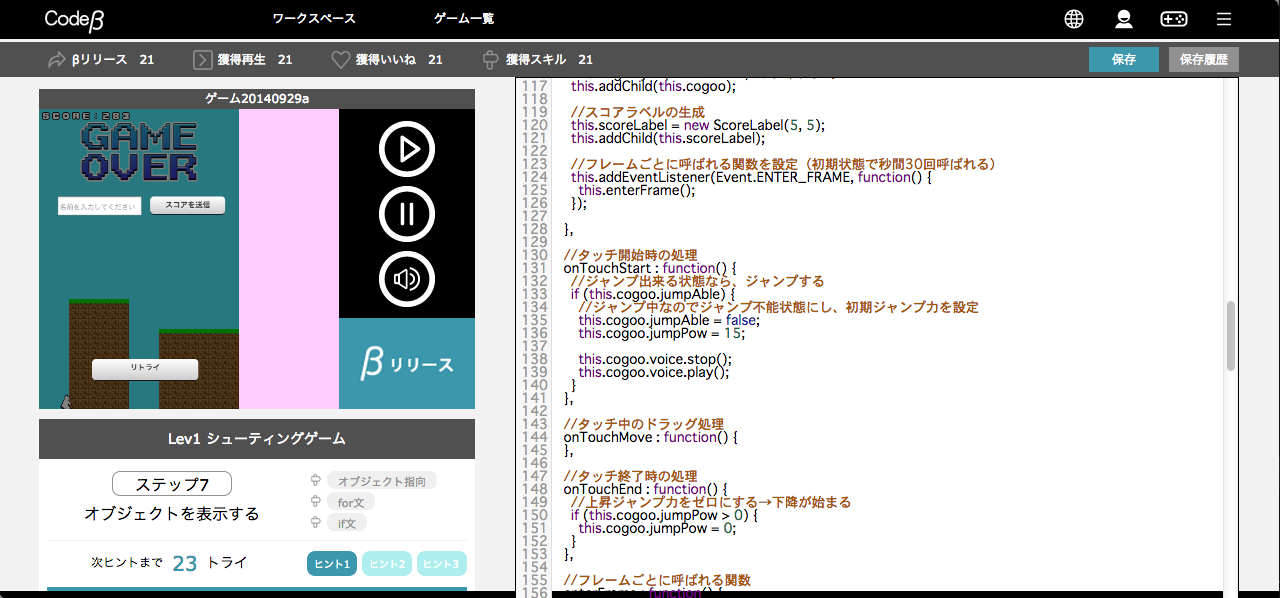 Codeβ
ワークスペース
ゲーム一覧
βリリース 21
獲得再生 21
獲得いいね 21
獲得スキル 21
保存
保存履歴
ゲーム20140929a
SCORE:283
GAME
OVER
名前を入力してください
スコアを送信
リトライ
βリリース
Lev1 シューティングゲーム
ステップ7
オブジェクトを表示する
オブジェクト指向
for文
if文
次ヒントまで 23 トライ
ヒント1
ヒント2
ヒント3
117 this.addChild(this.cogoo);
118
119 //スコアラベルの生成
120 this.scoreLabel = new ScoreLabel(5, 5);
121 this.addChild(this.scoreLabel);
122
123 //フレームごとに呼ばれる関数を設定（初期状態で秒間30回呼ばれる）
124 this.addEventListener(Event.ENTER_FRAME, function() {
125 this.enterFrame();
126 });
127
128 },
129
130 //タッチ開始時の処理
131 onTouchStart : function() {
132 //ジャンプ出来る状態なら、ジャンプする
133 if (this.cogoo.jumpAble) {
134 //ジャンプ中なのでジャンプ不能状態にし、初期ジャンプ力を設定
135 this.cogoo.jumpAble = false;
136 this.cogoo.jumpPow = 15;
137
138 this.cogoo.voice.stop();
139 this.cogoo.voice.play();
140 }
141 },
142
143 //タッチ中のドラッグ処理
144 onTouchMove : function() {
145 },
146
147 //タッチ終了時の処理
148 onTouchEnd : function() {
149 //上昇ジャンプ力をゼロにする→下降が始まる
150 if (this.cogoo.jumpPow > 0) {
151 this.cogoo.jumpPow = 0;
152 }
153 },
154
155 //フレームごとに呼ばれる関数
156 enterFrame : function() {